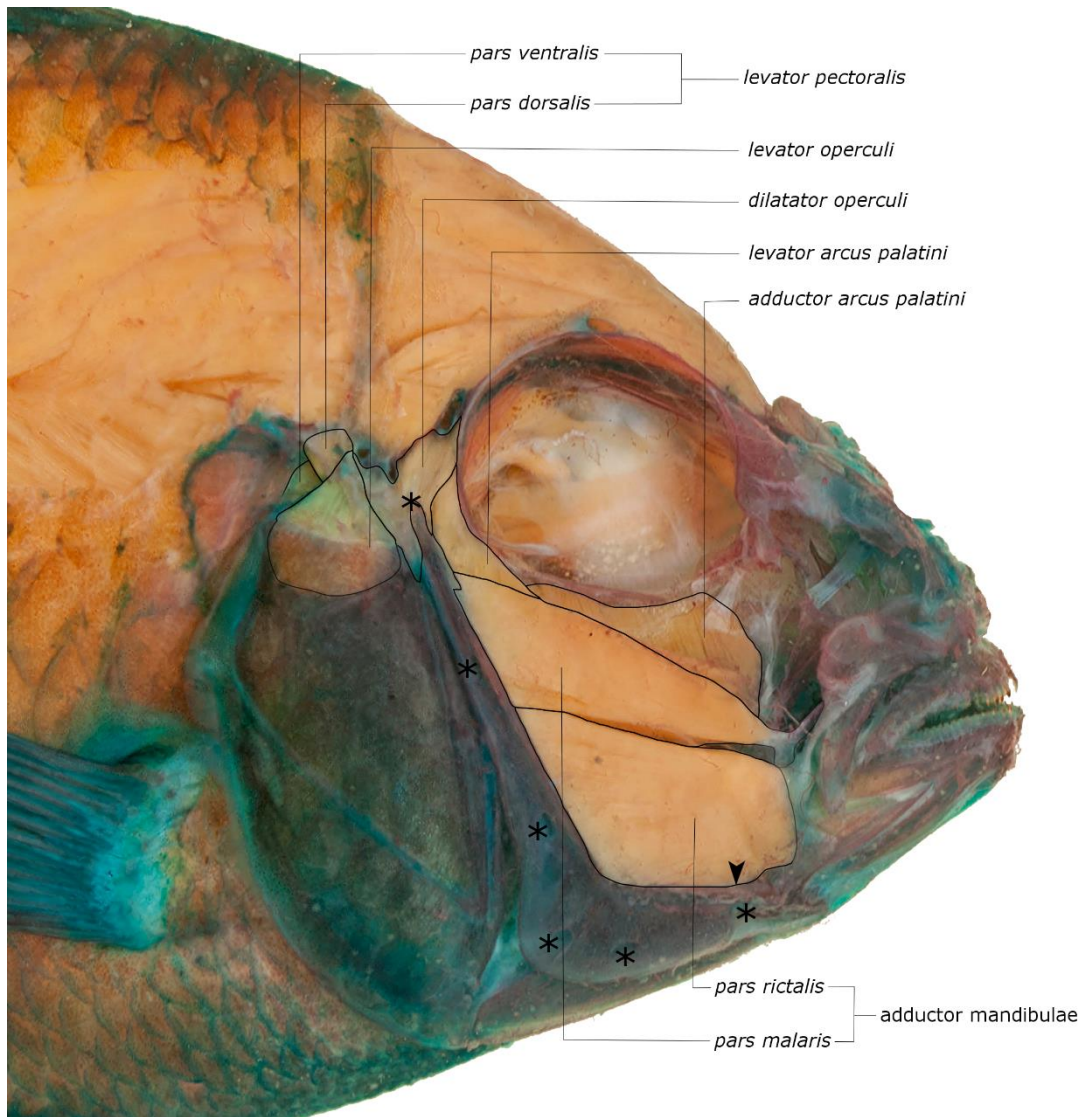 pars ventralis
levator pectoralis
pars dorsalis
levator operculi
dilatator operculi
levator arcus palatini
adductor arcus palatini
*
*
*
*
*
*
pars rictalis
adductor mandibulae
pars malaris